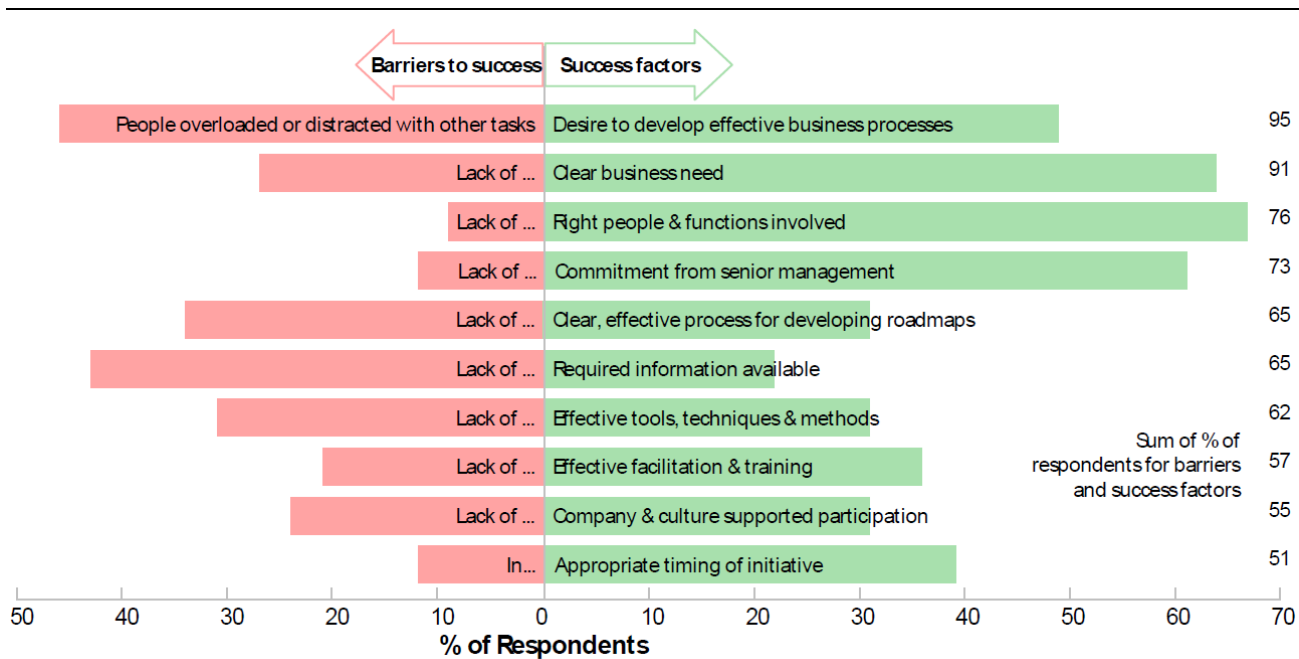 Barriers to success Success factors
People overloaded or distracted with other tasks Desire to develop effective business processes 95
Lack of ... Clear business need 91
Lack of ... Right people & functions involved 76
Lack of ... Commitment from senior management 73
Lack of ... Clear, effective process for developing roadmaps 65
Lack of ... Required information available 65
Lack of ... Effective tools, techniques & methods 62
Lack of ... Effective facilitation & training 57
Lack of ... Company & culture supported participation 55
In... Appropriate timing of initiative 51
Sum of % of
respondents for barriers
and success factors
50 40 30 20 10 0 10 20 30 40 50 60 70
% of Respondents